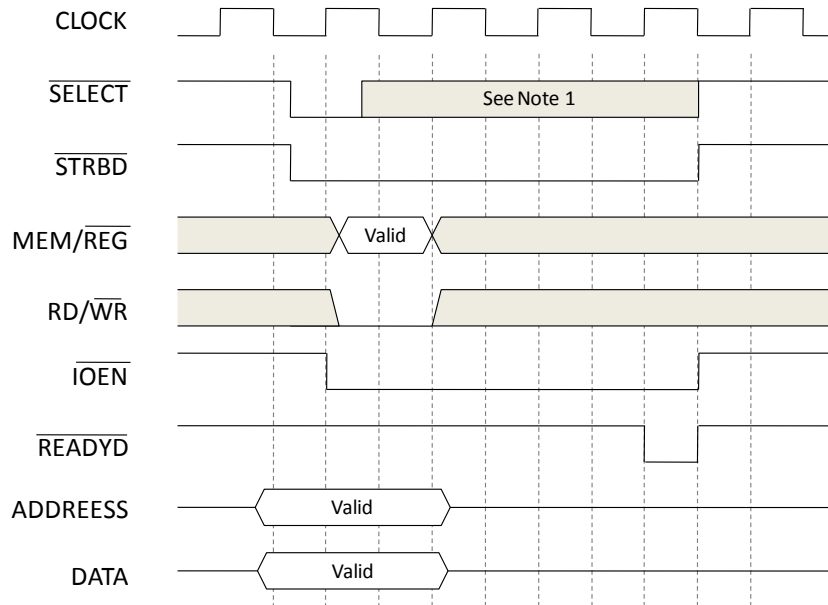 CLOCK
SELECT
See Note 1
STRBD
MEM/REG
Valid
RD/WR
IOEN
READYD
ADDREESS
Valid
DATA
Valid